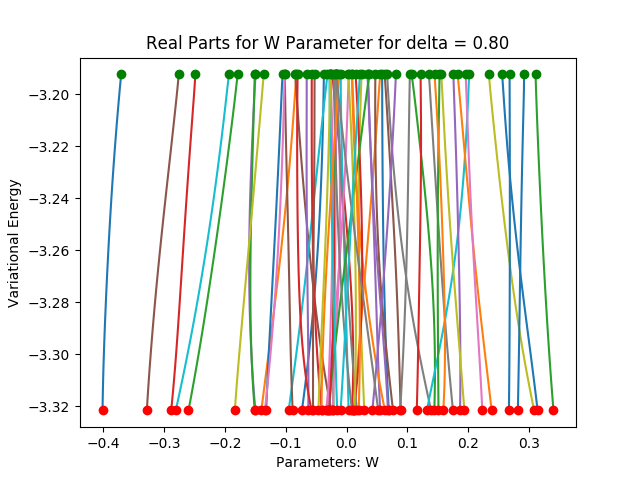 Real Parts for W Parameter for delta = 0.80
−3.20
−3.22
−3.24
−3.26
−3.28
−3.30
−3.32
Variational Energy
−0.4 −0.3 −0.2 −0.1 0.0 0.1 0.2 0.3
Parameters: W